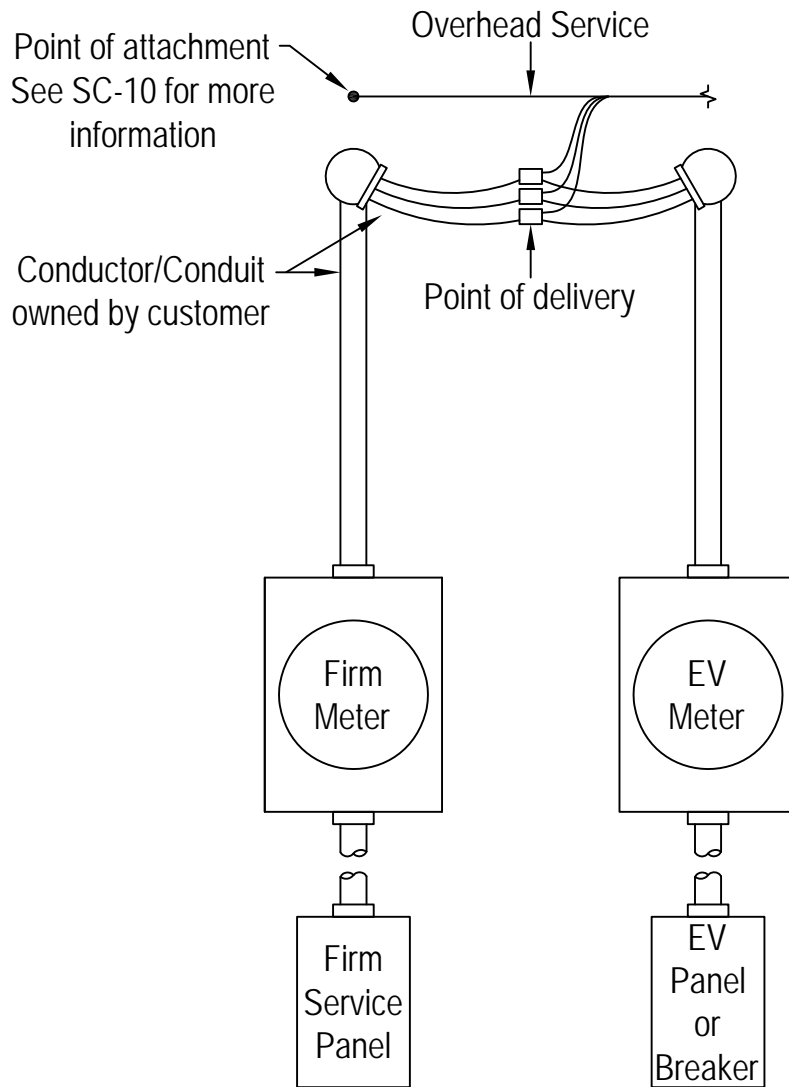 Overhead Service
Point of attachment
See SC-10 for more
information
Conductor/Conduit
owned by customer
Point of delivery
Firm
Meter
EV
Meter
Firm
Service
Panel
EV
Panel
or
Breaker